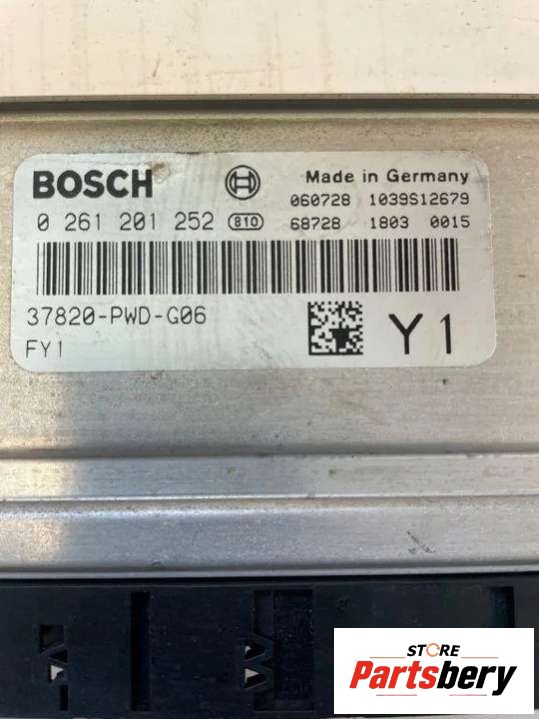 BOSCH Made in Germany
060728 1039S12679
0 261 201 252 810 68728 1803 0015
37820-PWD-G06
FY1
Y1
STORE
Partsbery